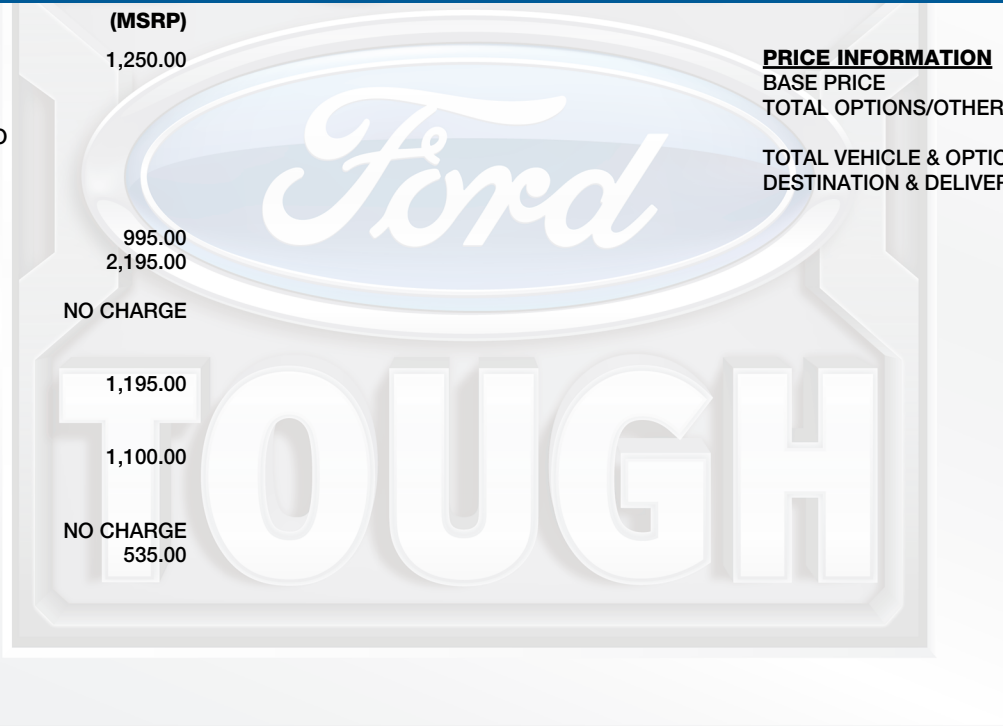 (MSRP)
1,250.00
995.00
2,195.00
NO CHARGE
1,195.00
1,100.00
NO CHARGE
535.00
PRICE INFORMATION
BASE PRICE
TOTAL OPTIONS/OTHER
TOTAL VEHICLE & OPTIO
DESTINATION & DELIVER
Ford
TOUGH